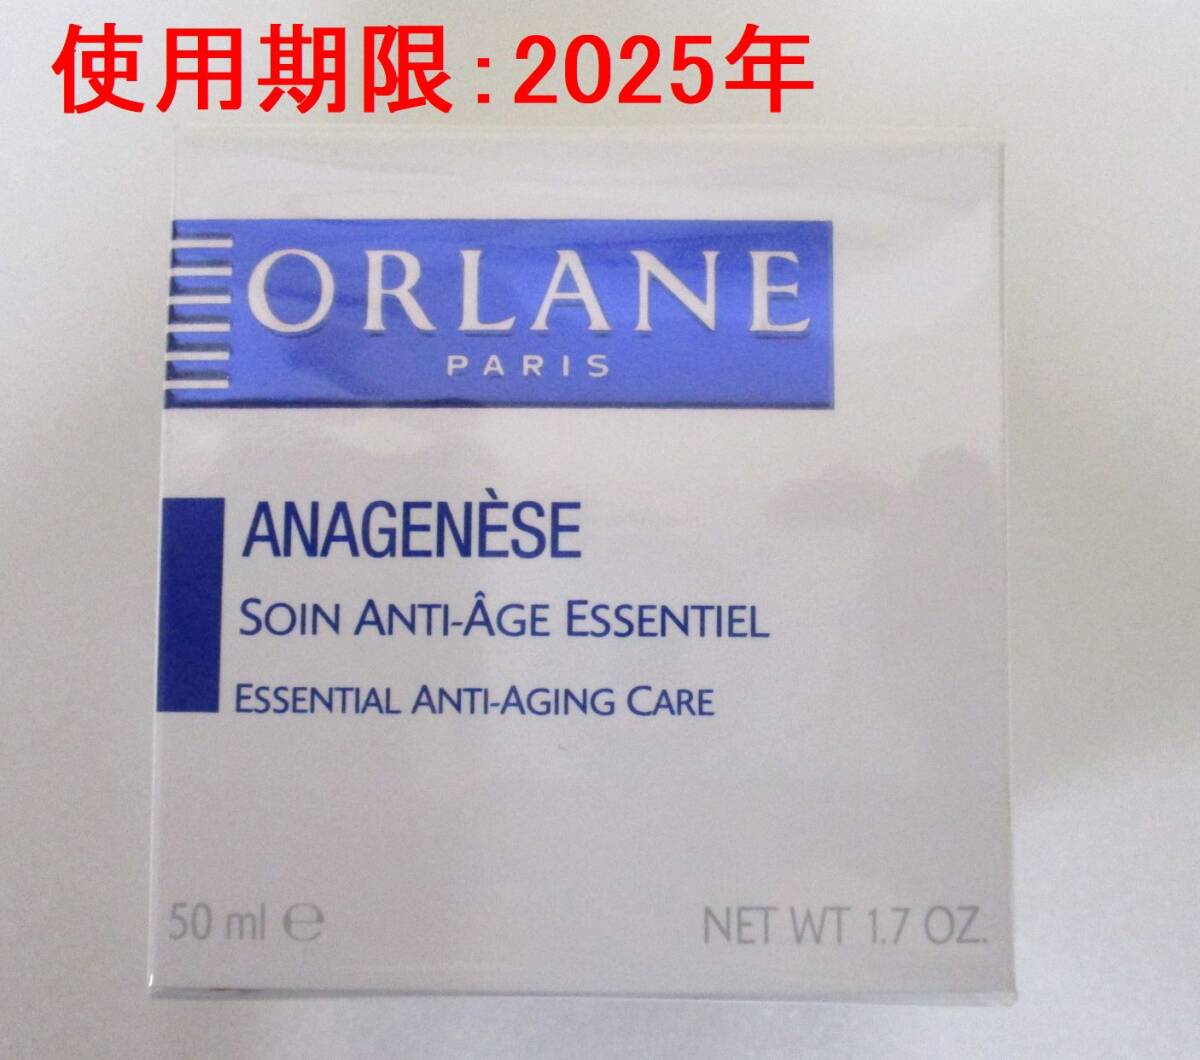 使用期限：2025年
ORLANE
PARIS
ANAGENÈSE
SOIN ANTI-ÂGE ESSENTIEL
ESSENTIAL ANTI-AGING CARE
50 ml ℮
NET WT 1.7 OZ.